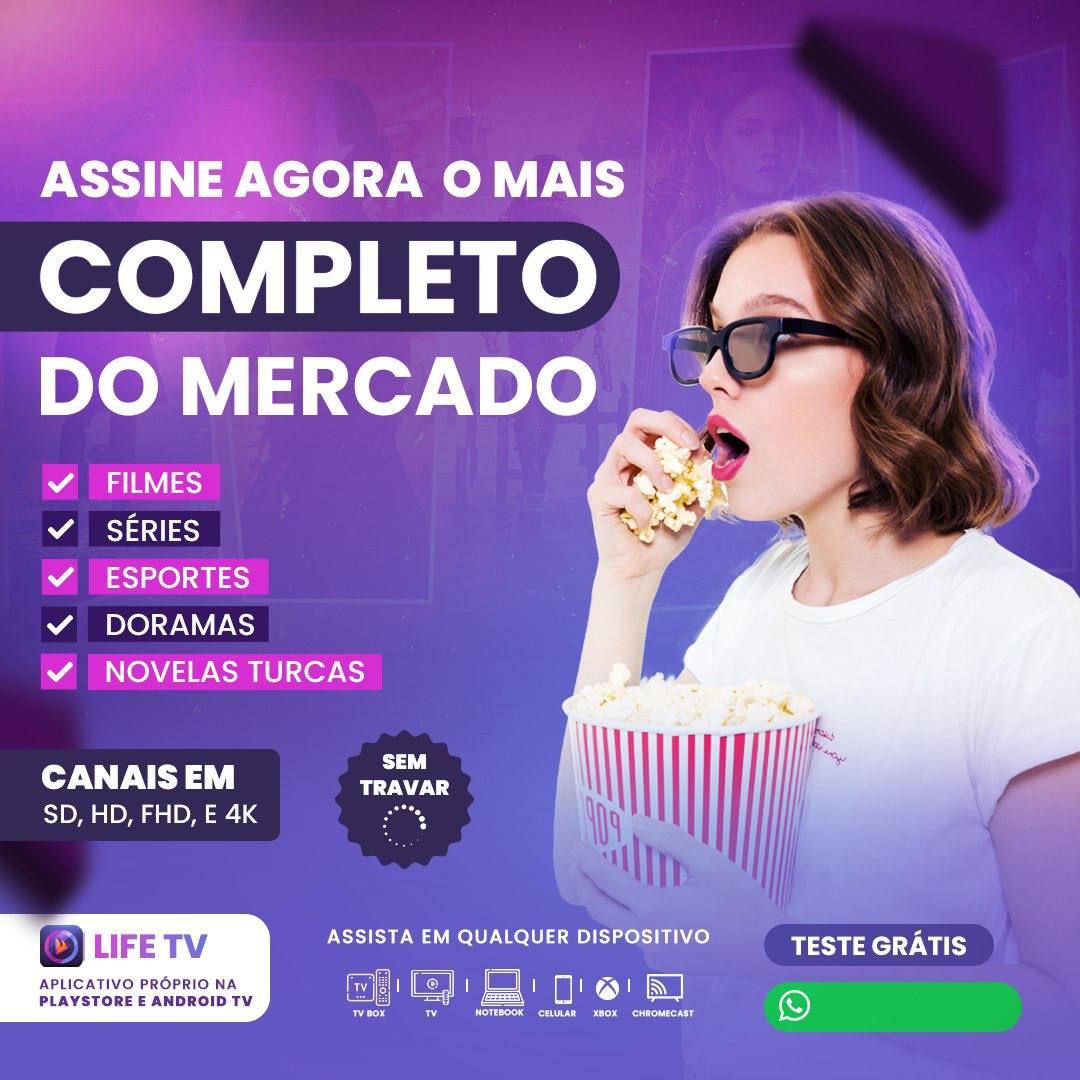 ASSINE AGORA O MAIS
COMPLETO
DO MERCADO
FILMES
SÉRIES
ESPORTES
DORAMAS
NOVELAS TURCAS
CANAIS EM
SD, HD, FHD, E 4K
SEM
TRAVAR
POP
LIFE TV
APLICATIVO PRÓPRIO NA
PLAYSTORE E ANDROID TV
ASSISTA EM QUALQUER DISPOSITIVO
TV
TV BOX
TV
NOTEBOOK
CELULAR
XBOX
CHROMECAST
TESTE GRÁTIS